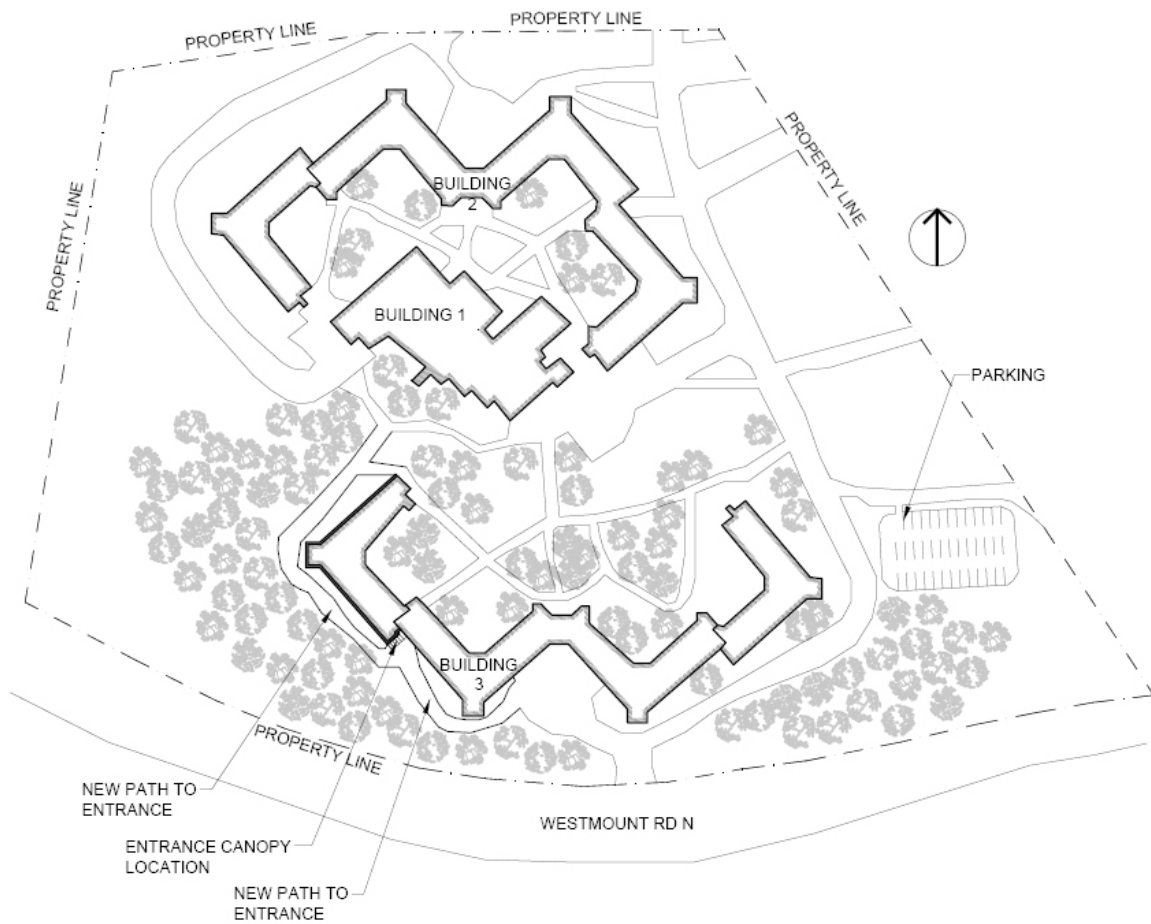 PROPERTY LINE
PROPERTY LINE
PROPERTY LINE
PROPERTY LINE
BUILDING
2
BUILDING 1
PARKING
BUILDING
3
PROPERTY LINE
NEW PATH TO
ENTRANCE
WESTMOUNT RD N
ENTRANCE CANOPY
LOCATION
NEW PATH TO
ENTRANCE